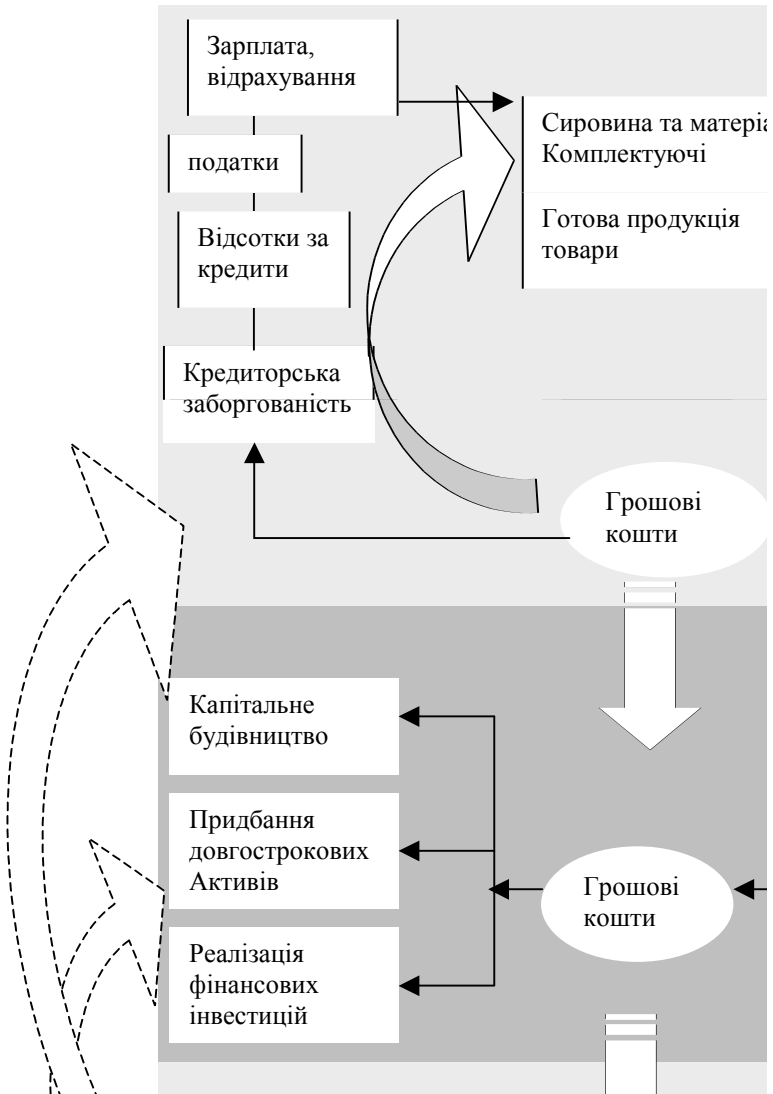 Зарплата,
відрахування
Сировина та матеріа
Комплектуючі
податки
Готова продукція
товари
Відсотки за
кредити
Кредиторська
заборгованість
Грошові
кошти
Капітальне
будівництво
Придбання
довгострокових
Активів
Грошові
кошти
Реалізація
фінансових
інвестицій